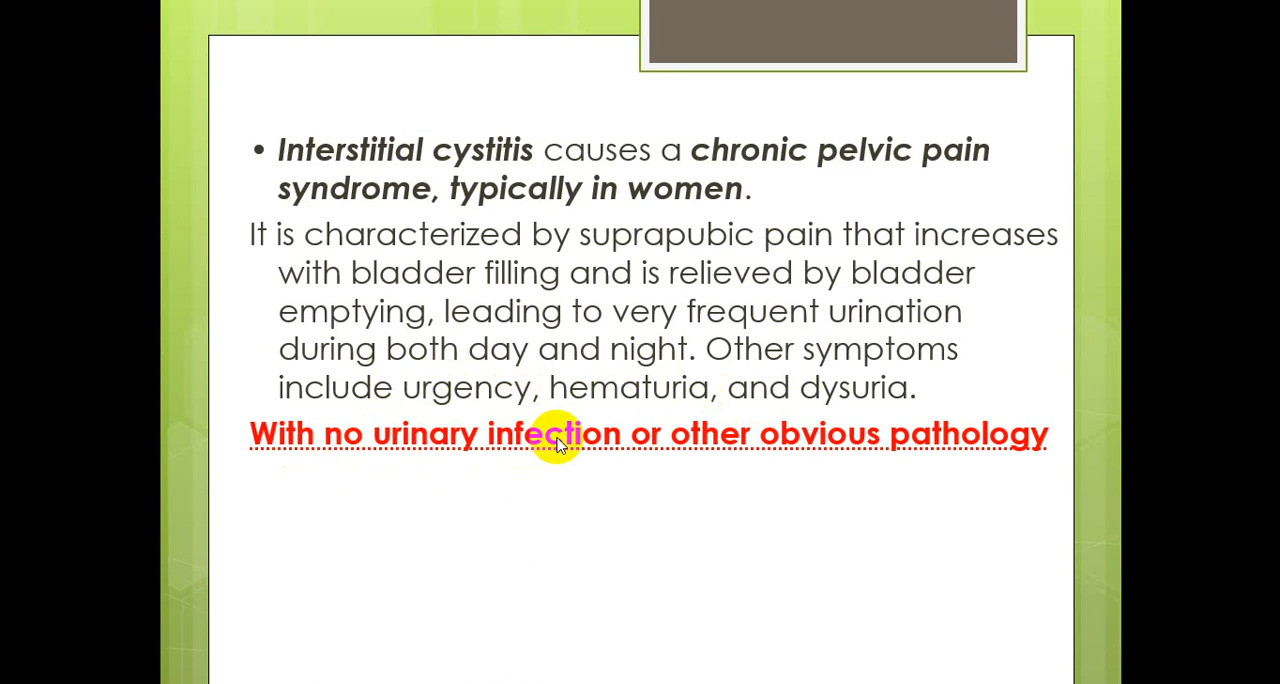 • Interstitial cystitis causes a chronic pelvic pain
syndrome, typically in women.
It is characterized by suprapubic pain that increases
with bladder filling and is relieved by bladder
emptying, leading to very frequent urination
during both day and night. Other symptoms
include urgency, hematuria, and dysuria.
With no urinary infection or other obvious pathology